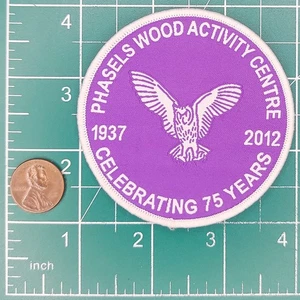 PHASELS WOOD ACTIVITY CENTRE
1937 2012
CELEBRATING 75 YEARS
4
3
2
1
1 2 3 4
inch